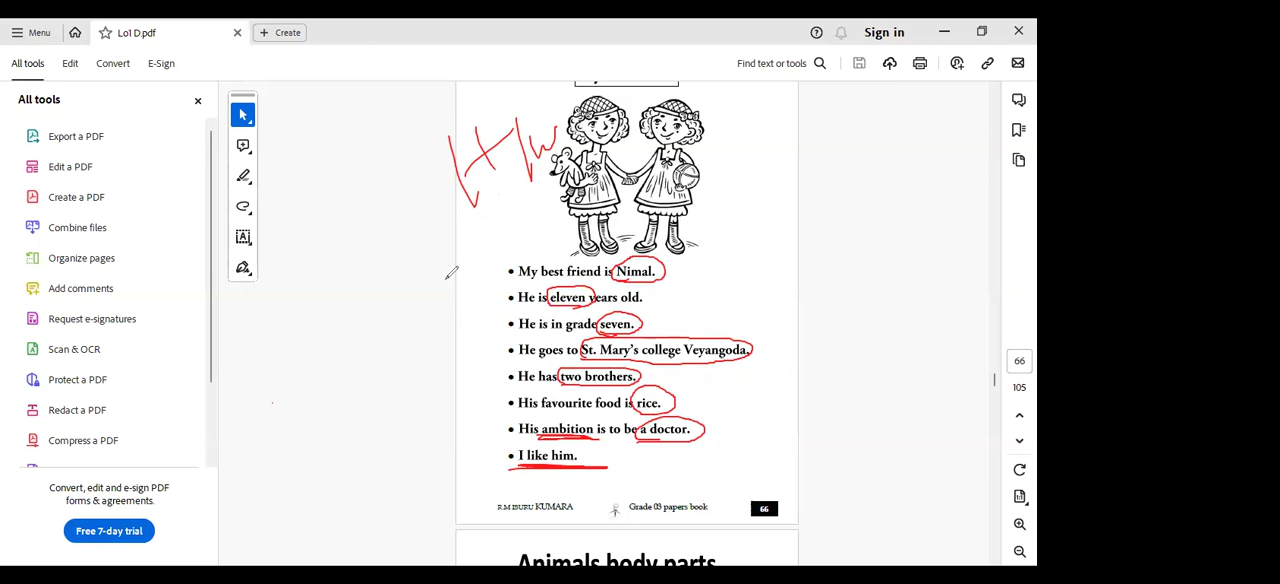 Menu
Lo1 D.pdf
Create
Sign in
All tools
Edit
Convert
E-Sign
Find text or tools
All tools
Export a PDF
Edit a PDF
Create a PDF
Combine files
Organize pages
Add comments
Request e-signatures
Scan & OCR
Protect a PDF
Redact a PDF
Compress a PDF
Convert, edit and e-sign PDF
forms & agreements.
Free 7-day trial
HW
• My best friend is Nimal.
• He is eleven years old.
• He is in grade seven.
• He goes to St. Mary's college Veyangoda.
• He has two brothers.
• His favourite food is rice.
• His ambition is to be a doctor.
• I like him.
R.M ISURU KUMARA
Grade 03 papers book
66
Animals body parts
66
105